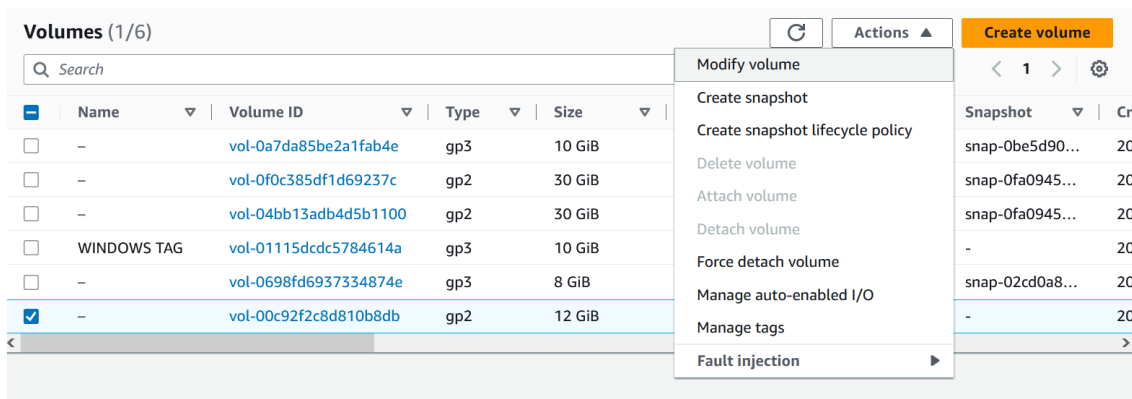 Volumes (1/6)
Actions
Create volume
Search
1
Modify volume
Create snapshot
Create snapshot lifecycle policy
Delete volume
Attach volume
Detach volume
Force detach volume
Manage auto-enabled I/O
Manage tags
Fault injection
Name Volume ID Type Size Snapshot Cr
– vol-0a7da85be2a1fab4e gp3 10 GiB snap-0be5d90... 20
– vol-0f0c385df1d69237c gp2 30 GiB snap-0fa0945... 20
– vol-04bb13adb4d5b1100 gp2 30 GiB snap-0fa0945... 20
WINDOWS TAG vol-01115dcdc5784614a gp3 10 GiB - 20
– vol-0698fd6937334874e gp3 8 GiB snap-02cd0a8... 20
– vol-00c92f2c8d810b8db gp2 12 GiB - 20